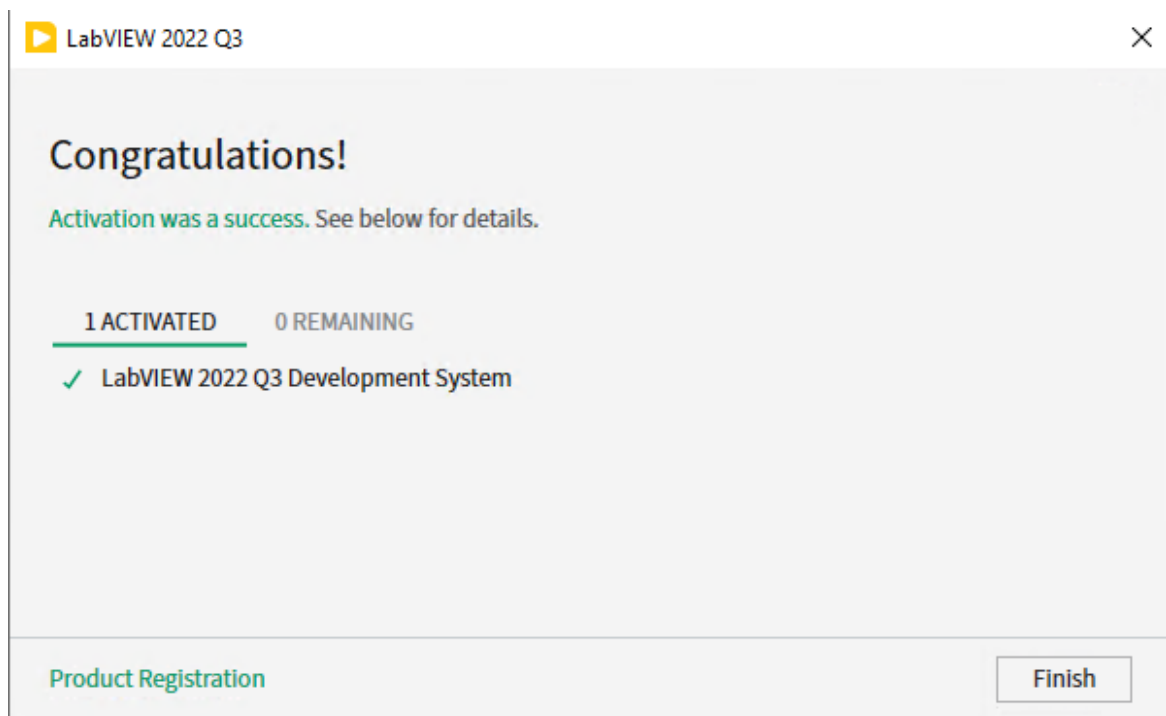 LabVIEW 2022 Q3
Congratulations!
Activation was a success. See below for details.
1 ACTIVATED 0 REMAINING
LabVIEW 2022 Q3 Development System
Product Registration Finish